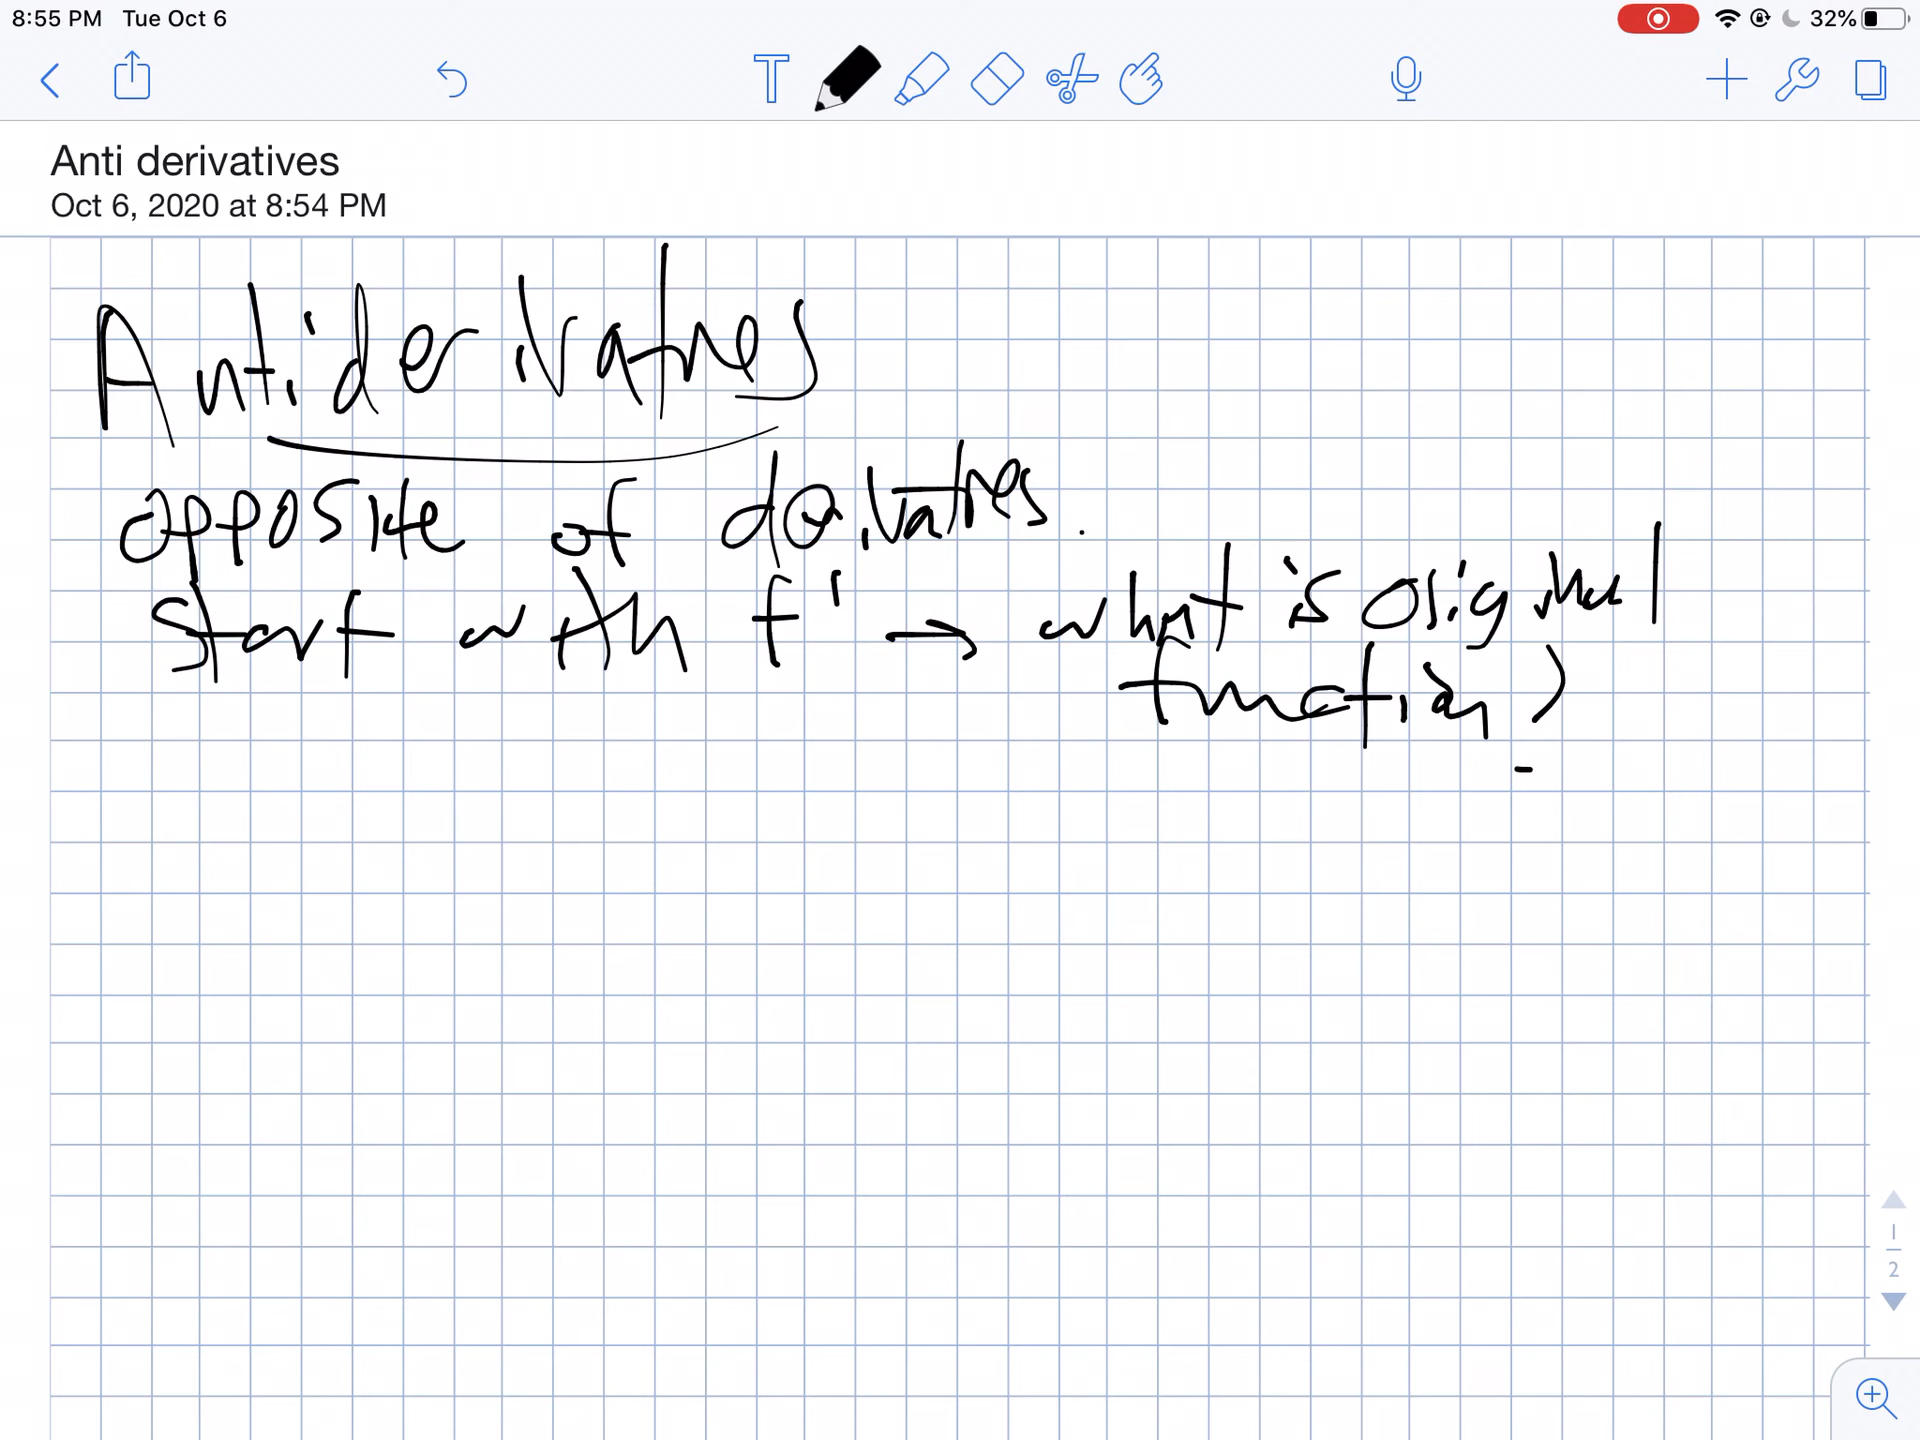 8:55 PM Tue Oct 6
32%
T
Anti derivatives
Oct 6, 2020 at 8:54 PM
Antiderivatives
opposite of derivatives.
Start with f' → what is original
function?
1
2